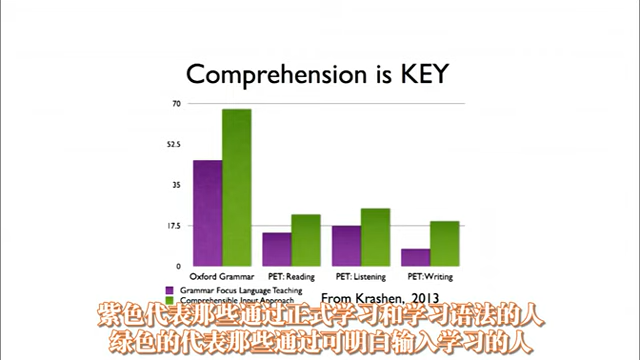 Comprehension is KEY
70
52.5
35
17.5
0
Oxford Grammar PET: Reading PET: Listening PET:Writing
Grammar Focus Language Teaching
Comprehensible Input Approach
From Krashen, 2013
紫色代表那些通过正式学习和学习语法的人
绿色的代表那些通过可明白输入学习的人